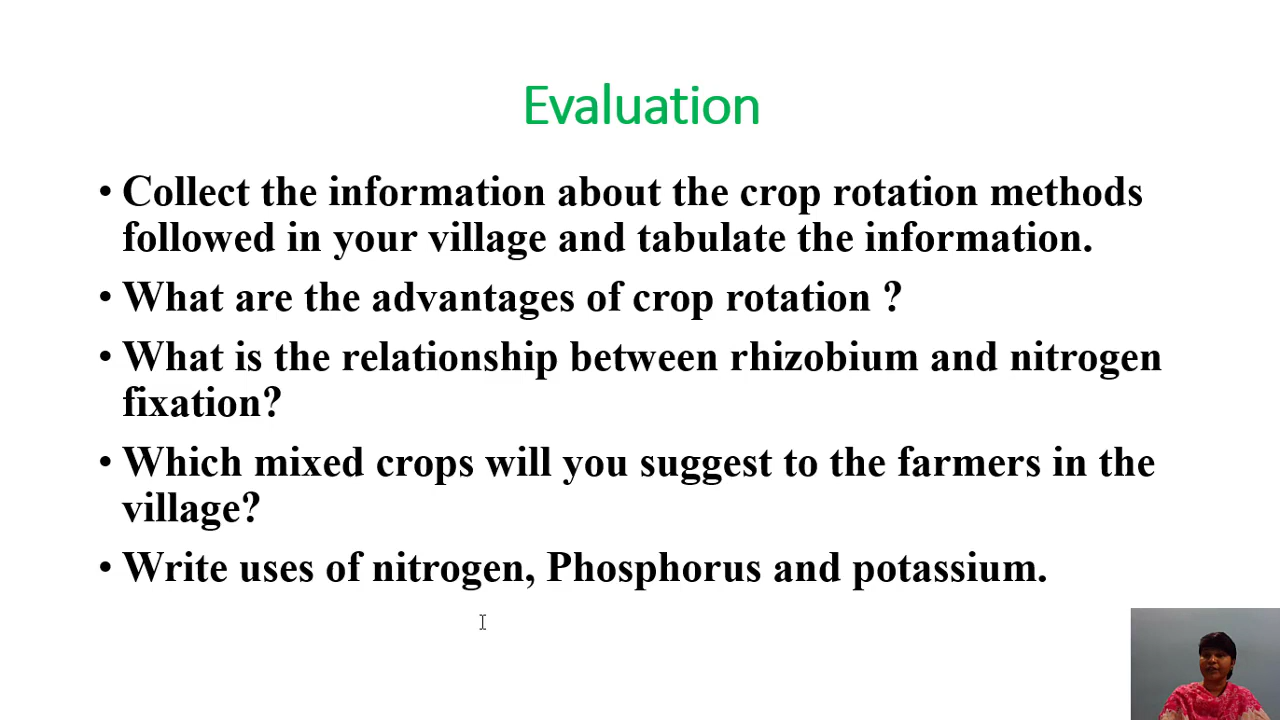 Evaluation
• Collect the information about the crop rotation methods
followed in your village and tabulate the information.
• What are the advantages of crop rotation ?
• What is the relationship between rhizobium and nitrogen
fixation?
• Which mixed crops will you suggest to the farmers in the
village?
• Write uses of nitrogen, Phosphorus and potassium.